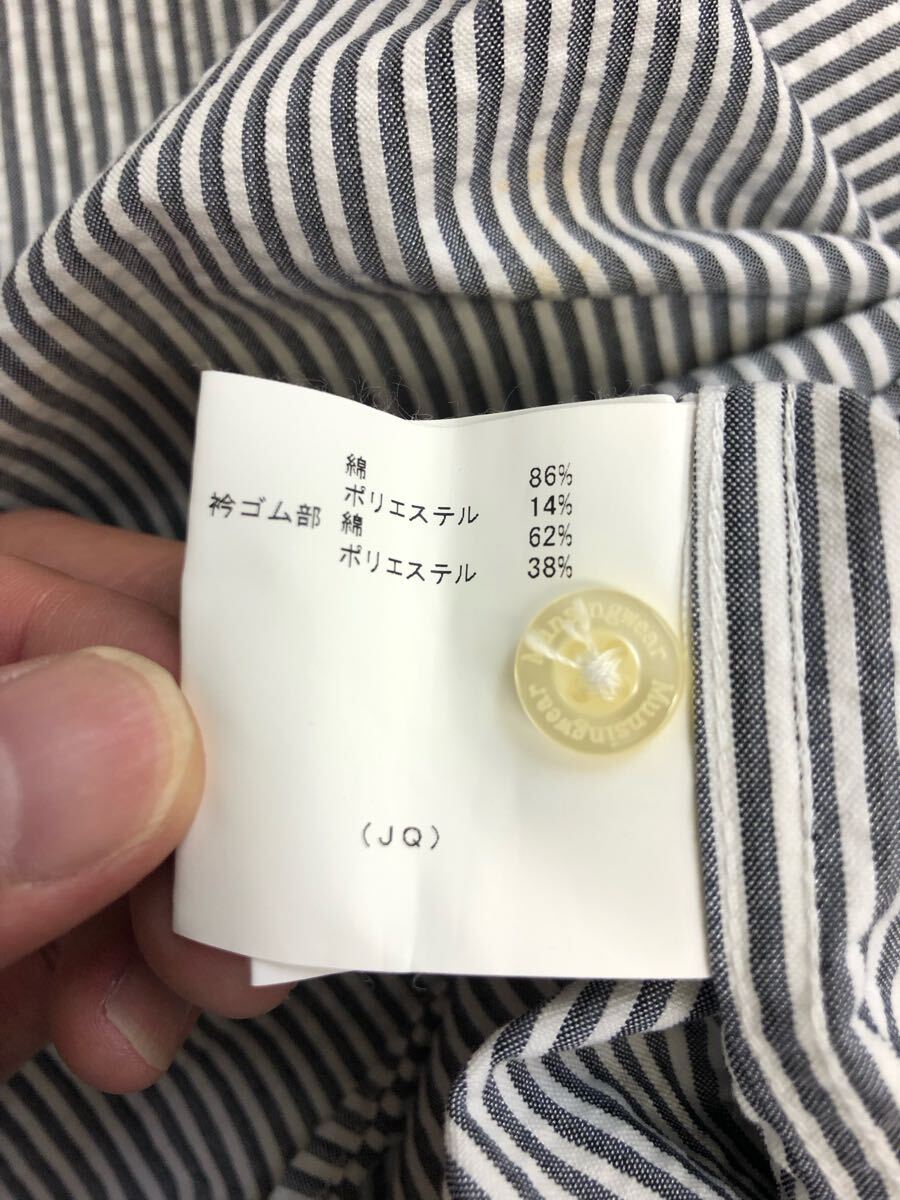 綿 86%
ポリエステル 14%
衿ゴム部 綿 62%
ポリエステル 38%
Munsingwear
Munsingwear
(JQ)